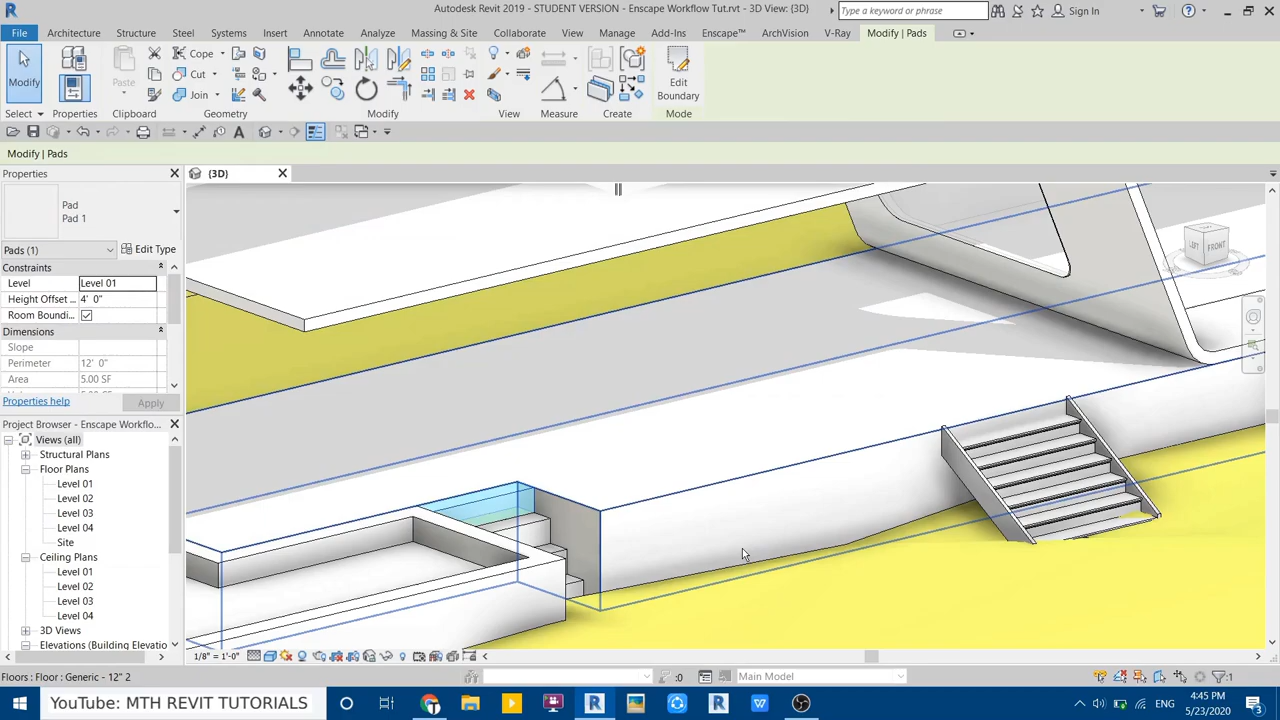 Autodesk Revit 2019 - STUDENT VERSION - Enscape Workflow Tut.rvt - 3D View: {3D}
Type a keyword or phrase
Sign In
File
Architecture
Structure
Steel
Systems
Insert
Annotate
Analyze
Massing & Site
Collaborate
View
Manage
Add-Ins
Enscape™
ArchVision
V-Ray
Modify | Pads
Modify
Paste
Cope
Cut
Join
Edit
Boundary
Select
Properties
Clipboard
Geometry
Modify
View
Measure
Create
Mode
Modify | Pads
Properties
{3D}
Pad
Pad 1
Pads (1)
Edit Type
Constraints
Level
Level 01
Height Offset ...
4' 0"
Room Boundi...
Dimensions
Slope
Perimeter
12' 0"
Area
5.00 SF
Properties help
Apply
Project Browser - Enscape Workflo...
Views (all)
Structural Plans
Floor Plans
Level 01
Level 02
Level 03
Level 04
Site
Ceiling Plans
Level 01
Level 02
Level 03
Level 04
3D Views
Elevations (Building Elevatio
LEFT
FRONT
1/8" = 1'-0"
Floors : Floor : Generic - 12" 2
:0
Main Model
:1
YouTube: MTH REVIT TUTORIALS
ENG
4:45 PM
5/23/2020